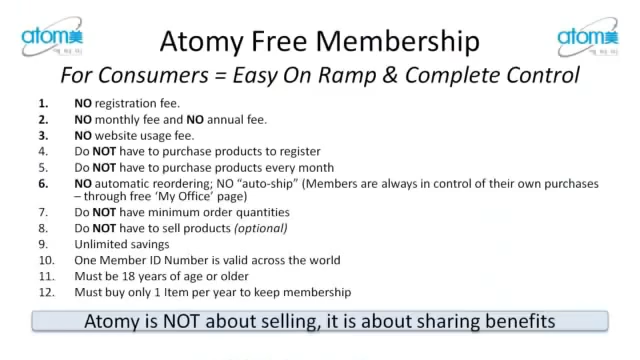 atom美
atom美
Atomy Free Membership
For Consumers = Easy On Ramp & Complete Control
1. NO registration fee.
2. NO monthly fee and NO annual fee.
3. NO website usage fee.
4. Do NOT have to purchase products to register
5. Do NOT have to purchase products every month
6. NO automatic reordering; NO “auto-ship” (Members are always in control of their own purchases
– through free ‘My Office’ page)
7. Do NOT have minimum order quantities
8. Do NOT have to sell products (optional)
9. Unlimited savings
10. One Member ID Number is valid across the world
11. Must be 18 years of age or older
12. Must buy only 1 Item per year to keep membership
Atomy is NOT about selling, it is about sharing benefits